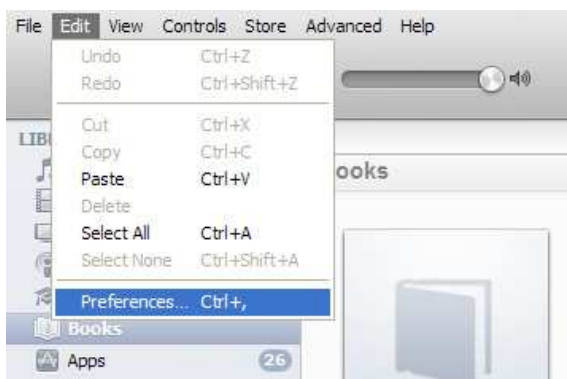 File Edit View Controls Store Advanced Help
Undo Ctrl+Z
Redo Ctrl+Shift+Z
Cut Ctrl+X
Copy Ctrl+C
Paste Ctrl+V
Delete
Select All Ctrl+A
Select None Ctrl+Shift+A
Preferences... Ctrl+,
LIB
ooks
Books
Apps 26